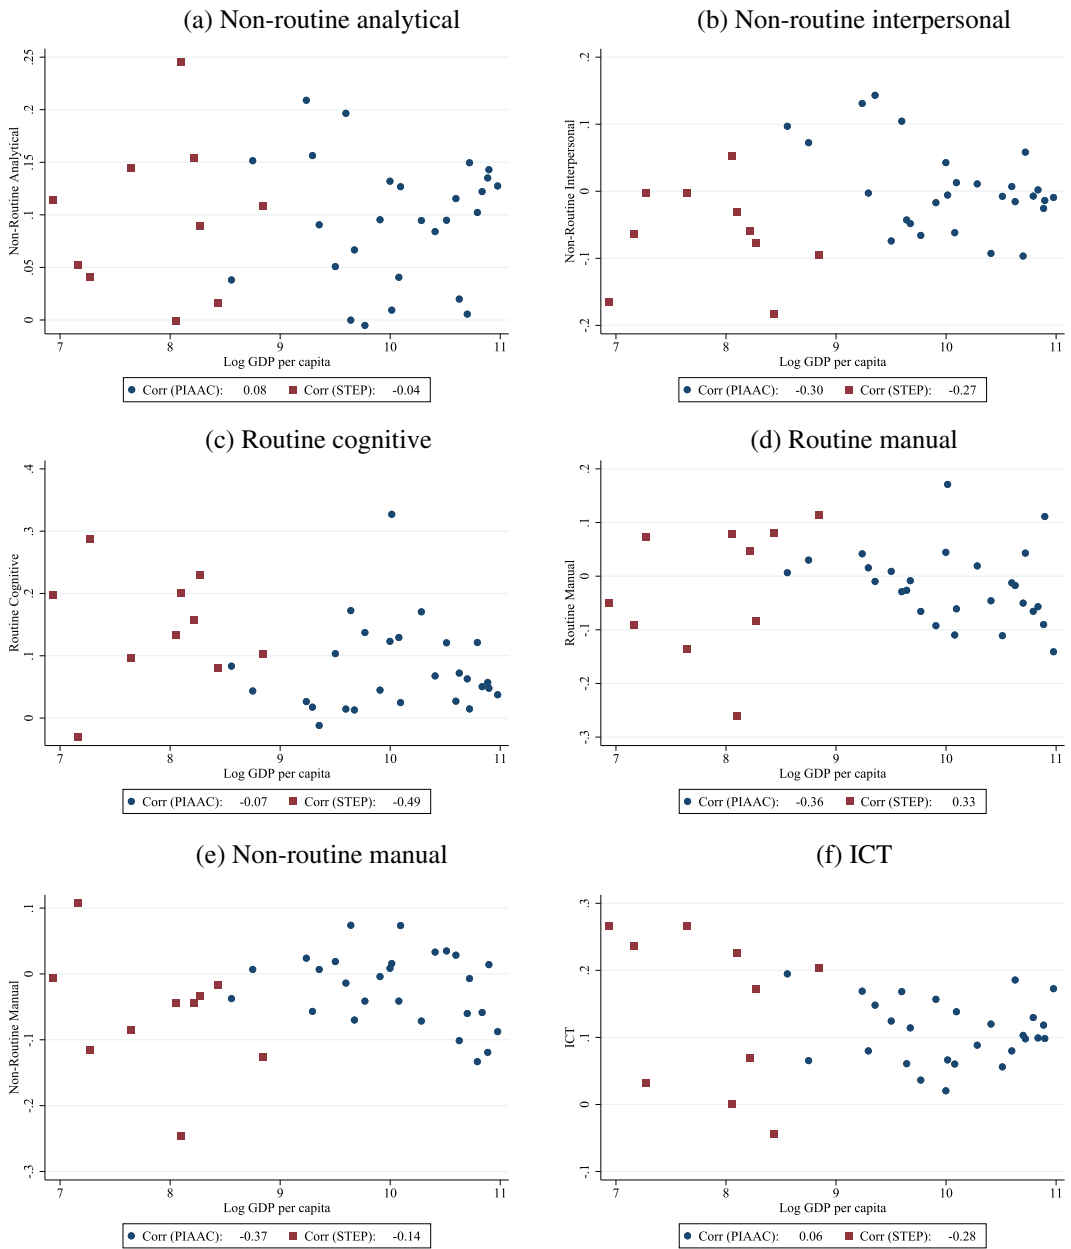 (a) Non-routine analytical
Non-Routine Analytical
.25
.2
.15
.1
.05
0
7 8 9 10 11
Log GDP per capita
Corr (PIAAC): 0.08 Corr (STEP): -0.04
(b) Non-routine interpersonal
Non-Routine Interpersonal
.2
.1
0
-.1
-.2
7 8 9 10 11
Log GDP per capita
Corr (PIAAC): -0.30 Corr (STEP): -0.27
(c) Routine cognitive
Routine Cognitive
.4
.3
.2
.1
0
7 8 9 10 11
Log GDP per capita
Corr (PIAAC): -0.07 Corr (STEP): -0.49
(d) Routine manual
Routine Manual
.2
.1
0
-.1
-.2
-.3
7 8 9 10 11
Log GDP per capita
Corr (PIAAC): -0.36 Corr (STEP): 0.33
(e) Non-routine manual
Non-Routine Manual
.1
0
-.1
-.2
-.3
7 8 9 10 11
Log GDP per capita
Corr (PIAAC): -0.37 Corr (STEP): -0.14
(f) ICT
ICT
.3
.2
.1
0
-.1
7 8 9 10 11
Log GDP per capita
Corr (PIAAC): 0.06 Corr (STEP): -0.28